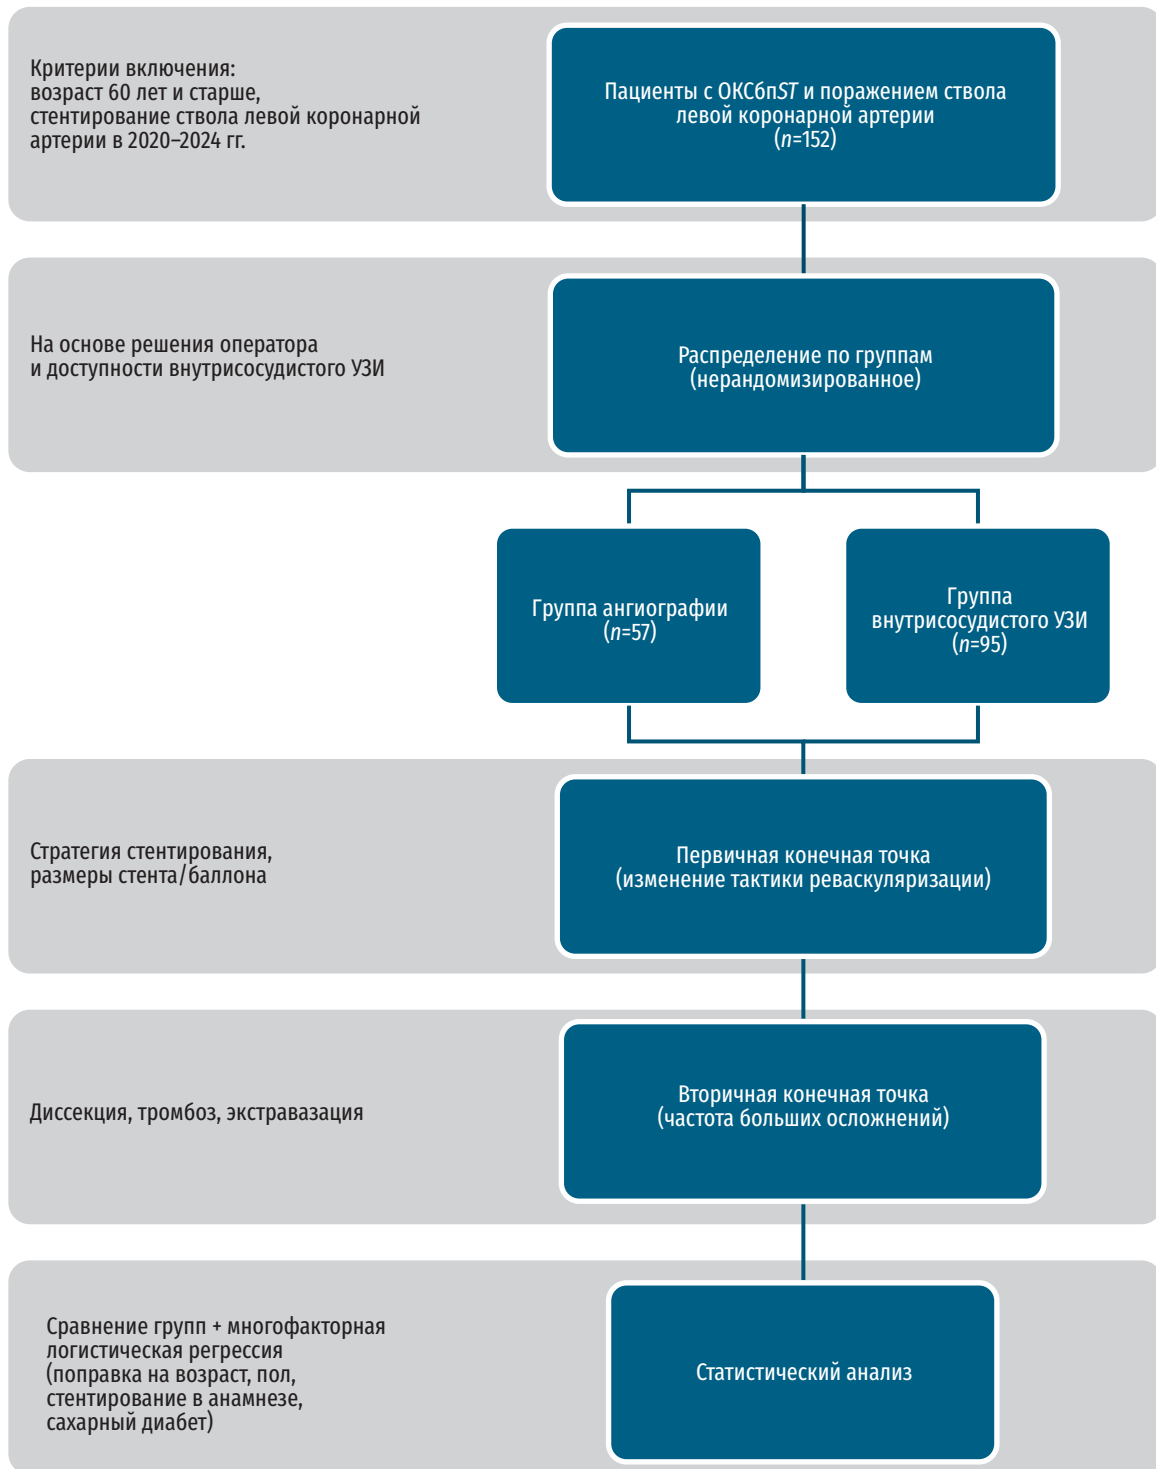 Критерии включения:
возраст 60 лет и старше,
стентирование ствола левой коронарной
артерии в 2020–2024 гг.
Пациенты с ОКСбпST и поражением ствола
левой коронарной артерии
(n=152)
На основе решения оператора
и доступности внутрисосудистого УЗИ
Распределение по группам
(нерандомизированное)
Группа ангиографии
(n=57)
Группа
внутрисосудистого УЗИ
(n=95)
Стратегия стентирования,
размеры стента/баллона
Первичная конечная точка
(изменение тактики реваскуляризации)
Диссекция, тромбоз, экстравазация
Вторичная конечная точка
(частота больших осложнений)
Сравнение групп + многофакторная
логистическая регрессия
(поправка на возраст, пол,
стентирование в анамнезе,
сахарный диабет)
Статистический анализ